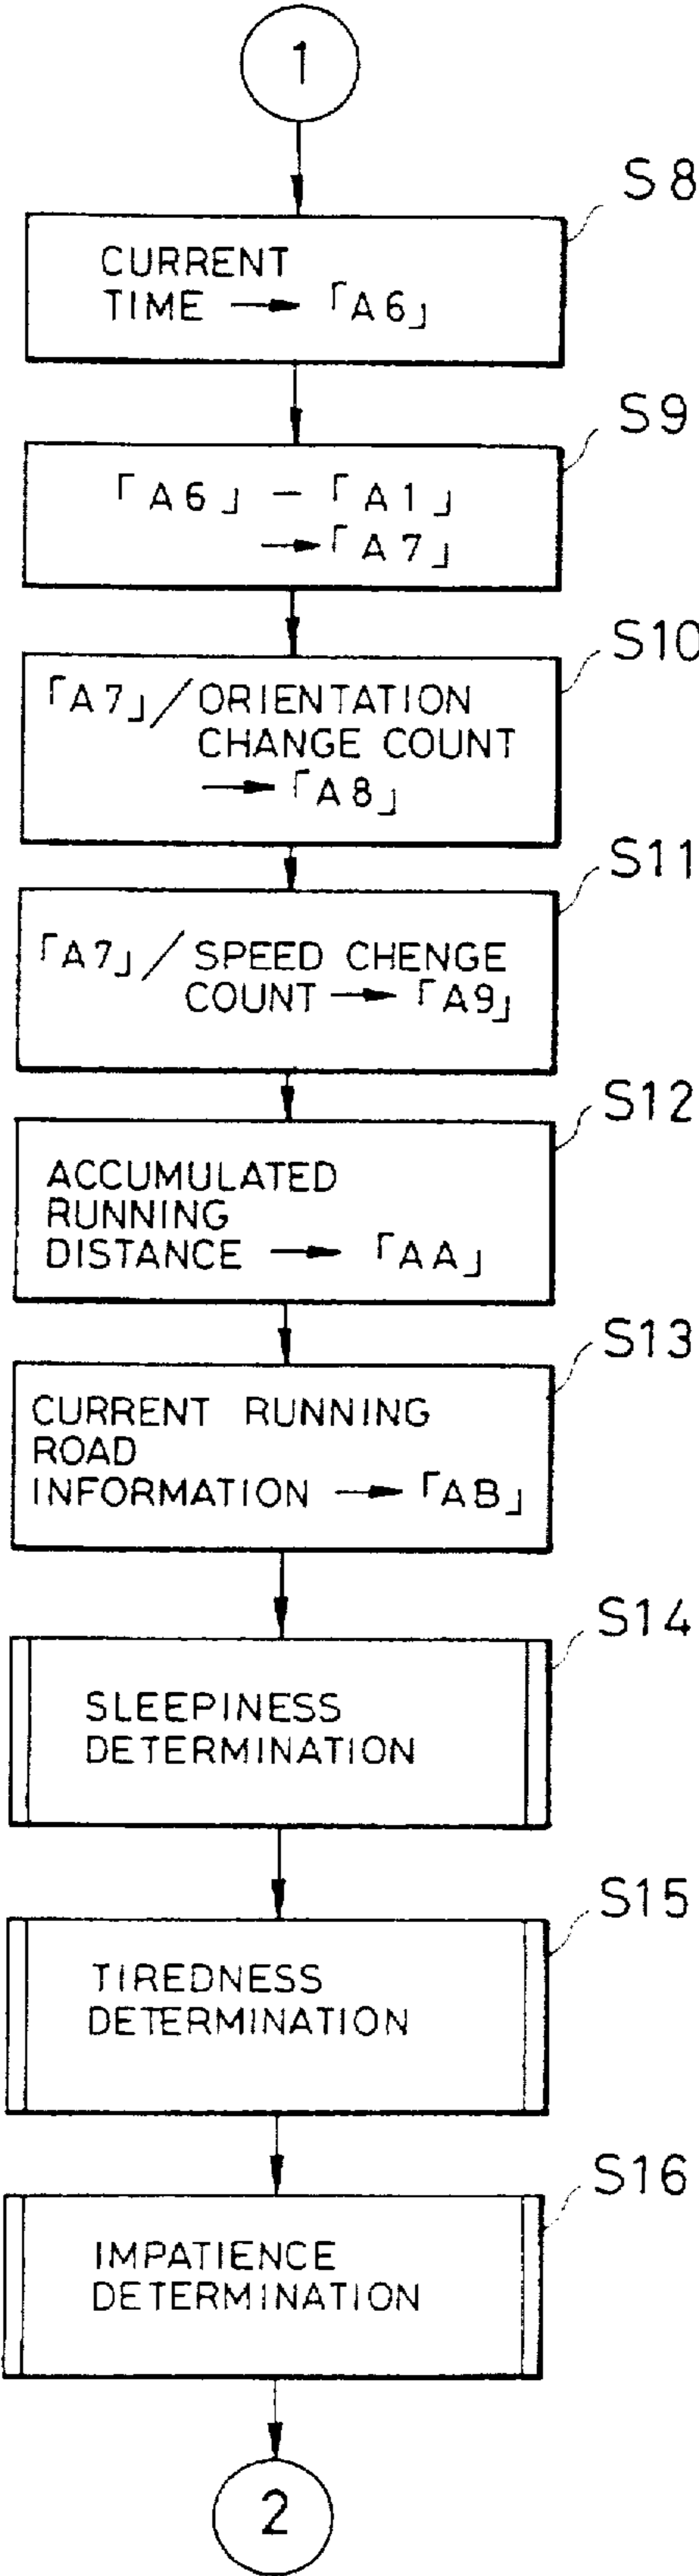 1
S8
CURRENT
TIME → 「A6」
S9
「A6」 − 「A1」
→「A7」
S10
「A7」/ORIENTATION
CHANGE COUNT
→「A8」
S11
「A7」/SPEED CHENGE
COUNT → 「A9」
S12
ACCUMULATED
RUNNING
DISTANCE → 「AA」
S13
CURRENT RUNNING
ROAD
INFORMATION → 「AB」
S14
SLEEPINESS
DETERMINATION
S15
TIREDNESS
DETERMINATION
S16
IMPATIENCE
DETERMINATION
2